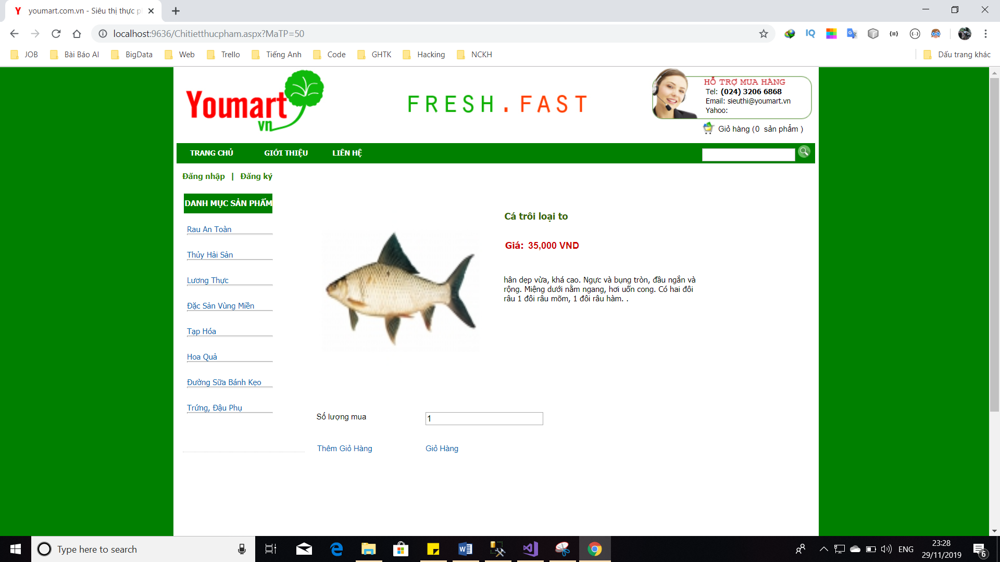 youmart.com.vn - Siêu thị thực p
localhost:9636/Chitietthucpham.aspx?MaTP=50
IQ
JOB
Bài Báo AI
BigData
Web
Trello
Tiếng Anh
Code
GHTK
Hacking
NCKH
Dấu trang khác
Youmart
vn
FRESH.FAST
HỖ TRỢ MUA HÀNG
Tel: (024) 3206 6868
Email: sieuthi@youmart.vn
Yahoo:
Giỏ hàng (0 sản phẩm )
TRANG CHỦ
GIỚI THIỆU
LIÊN HỆ
Đăng nhập | Đăng ký
DANH MỤC SẢN PHẨM
Rau An Toàn
Thủy Hải Sản
Lương Thực
Đặc Sản Vùng Miền
Tạp Hóa
Hoa Quả
Đường Sữa Bánh Kẹo
Trứng, Đậu Phụ
Cá trôi loại to
Giá: 35,000 VND
hân dẹp vừa, khá cao. Ngực và bụng tròn, đầu ngắn và
rộng. Miệng dưới nằm ngang, hơi uốn cong. Có hai đôi
râu 1 đôi râu mõm, 1 đôi râu hàm. .
Số lượng mua
1
Thêm Giỏ Hàng
Giỏ Hàng
Type here to search
ENG
23:28
29/11/2019
6